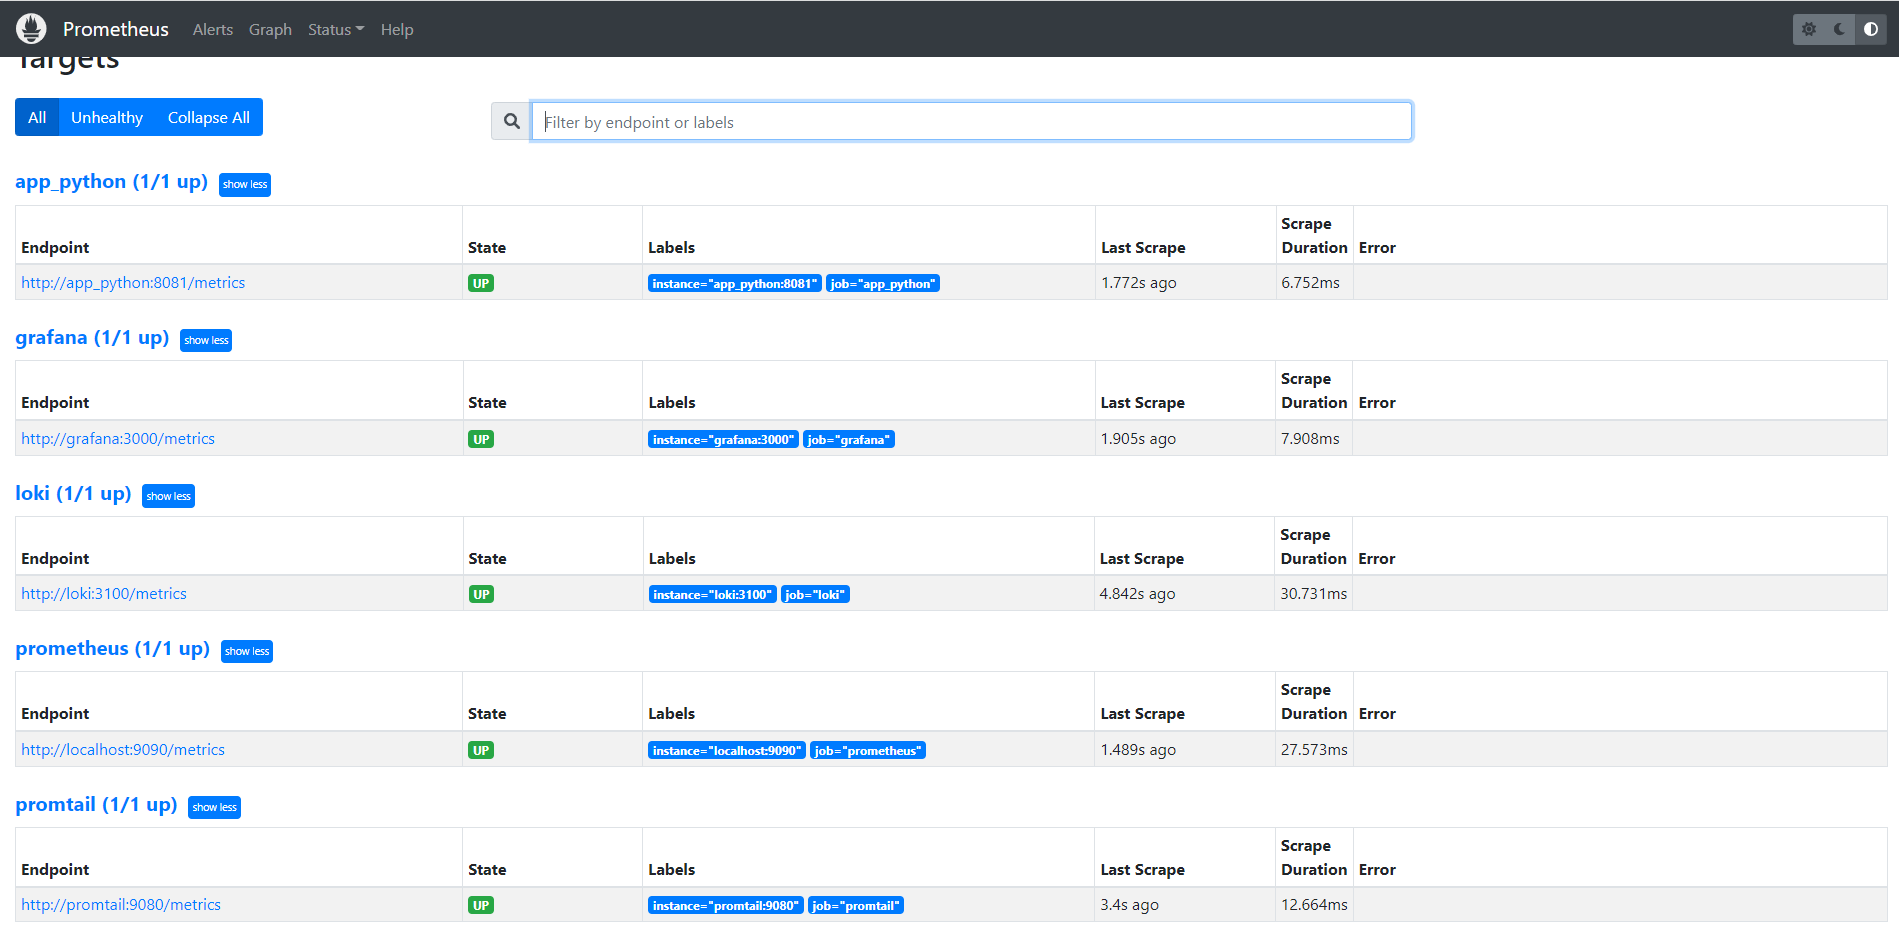 Prometheus Alerts Graph Status Help
Targets
All Unhealthy Collapse All
Filter by endpoint or labels
app_python (1/1 up) show less
Endpoint State Labels Last Scrape Scrape Duration Error
http://app_python:8081/metrics UP instance="app_python:8081" job="app_python" 1.772s ago 6.752ms
grafana (1/1 up) show less
Endpoint State Labels Last Scrape Scrape Duration Error
http://grafana:3000/metrics UP instance="grafana:3000" job="grafana" 1.905s ago 7.908ms
loki (1/1 up) show less
Endpoint State Labels Last Scrape Scrape Duration Error
http://loki:3100/metrics UP instance="loki:3100" job="loki" 4.842s ago 30.731ms
prometheus (1/1 up) show less
Endpoint State Labels Last Scrape Scrape Duration Error
http://localhost:9090/metrics UP instance="localhost:9090" job="prometheus" 1.489s ago 27.573ms
promtail (1/1 up) show less
Endpoint State Labels Last Scrape Scrape Duration Error
http://promtail:9080/metrics UP instance="promtail:9080" job="promtail" 3.4s ago 12.664ms